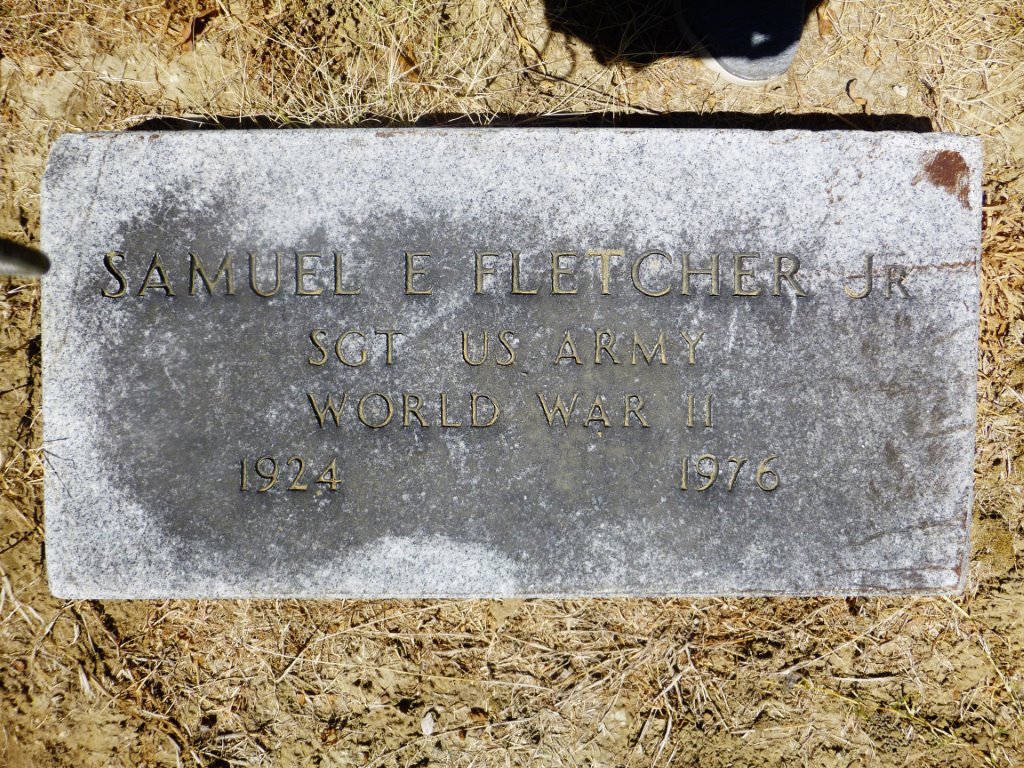 SAMUEL E FLETCHER JR
SGT US ARMY
WORLD WAR II
1924 1976